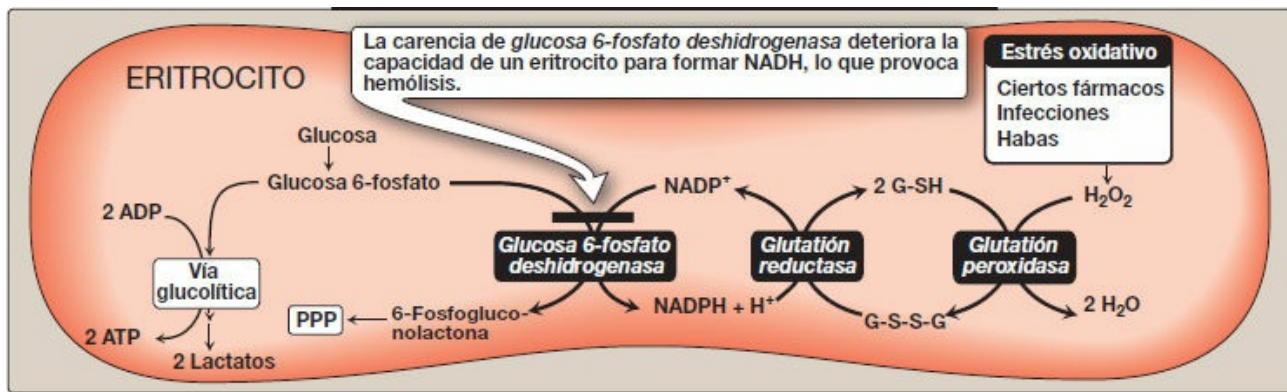 La carencia de glucosa 6-fosfato deshidrogenasa deteriora la
capacidad de un eritrocito para formar NADH, lo que provoca
hemólisis.
ERITROCITO
Estrés oxidativo
Ciertos fármacos
Infecciones
Habas
Glucosa
Glucosa 6-fosfato
NADP⁺
2 G-SH
H₂O₂
2 ADP
Glucosa 6-fosfato
deshidrogenasa
Glutatión
reductasa
Glutatión
peroxidasa
Vía
glucolítica
PPP
6-Fosfogluco-
nolactona
NADPH + H⁺
G-S-S-G
2 H₂O
2 ATP
2 Lactatos